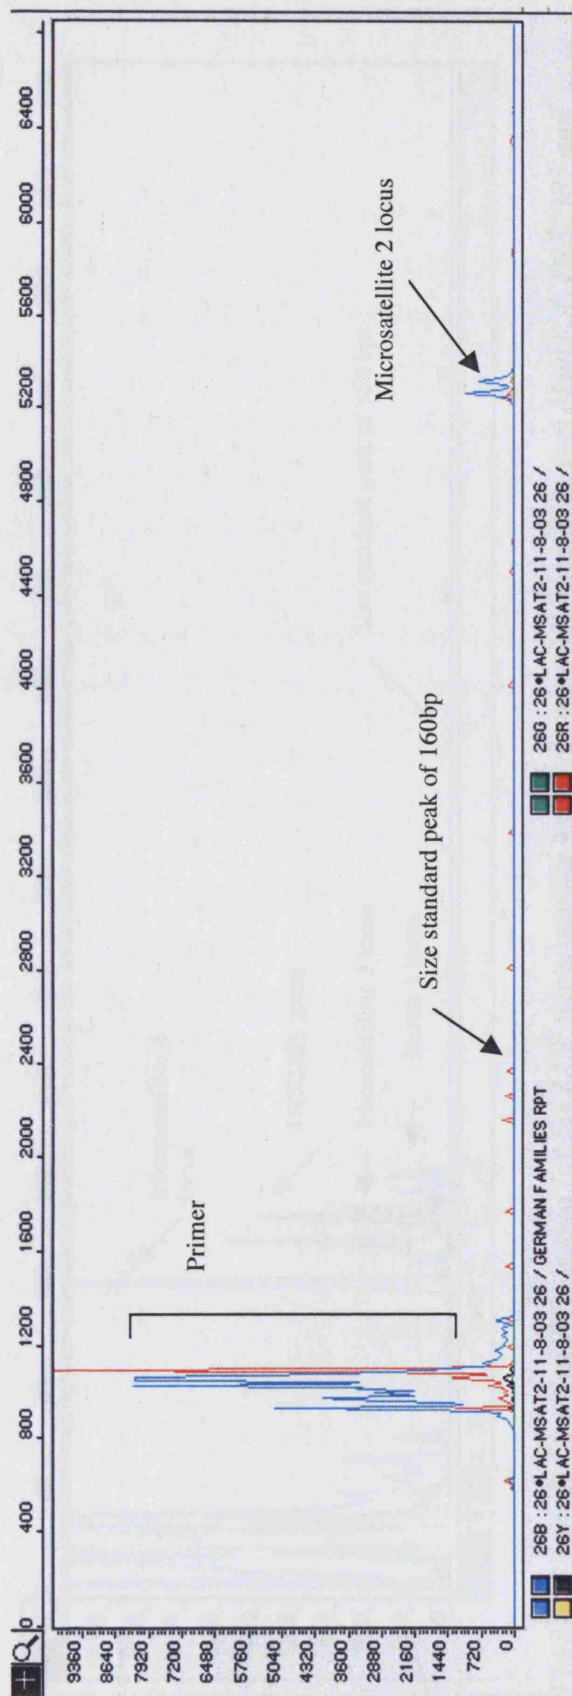 0 400 800 1200 1600 2000 2400 2800 3200 3600 4000 4400 4800 5200 5600 6000 6400
9360
8640
7920
7200
6480
5760
5040
4320
3600
2880
2160
1440
720
0
Primer
Size standard peak of 160bp
Microsatellite 2 locus
26B : 26*LAC-MSAT2-11-8-03 26 / GERMAN FAMILIES RPT
26G : 26*LAC-MSAT2-11-8-03 26 /
26Y : 26*LAC-MSAT2-11-8-03 26 /
26R : 26*LAC-MSAT2-11-8-03 26 /